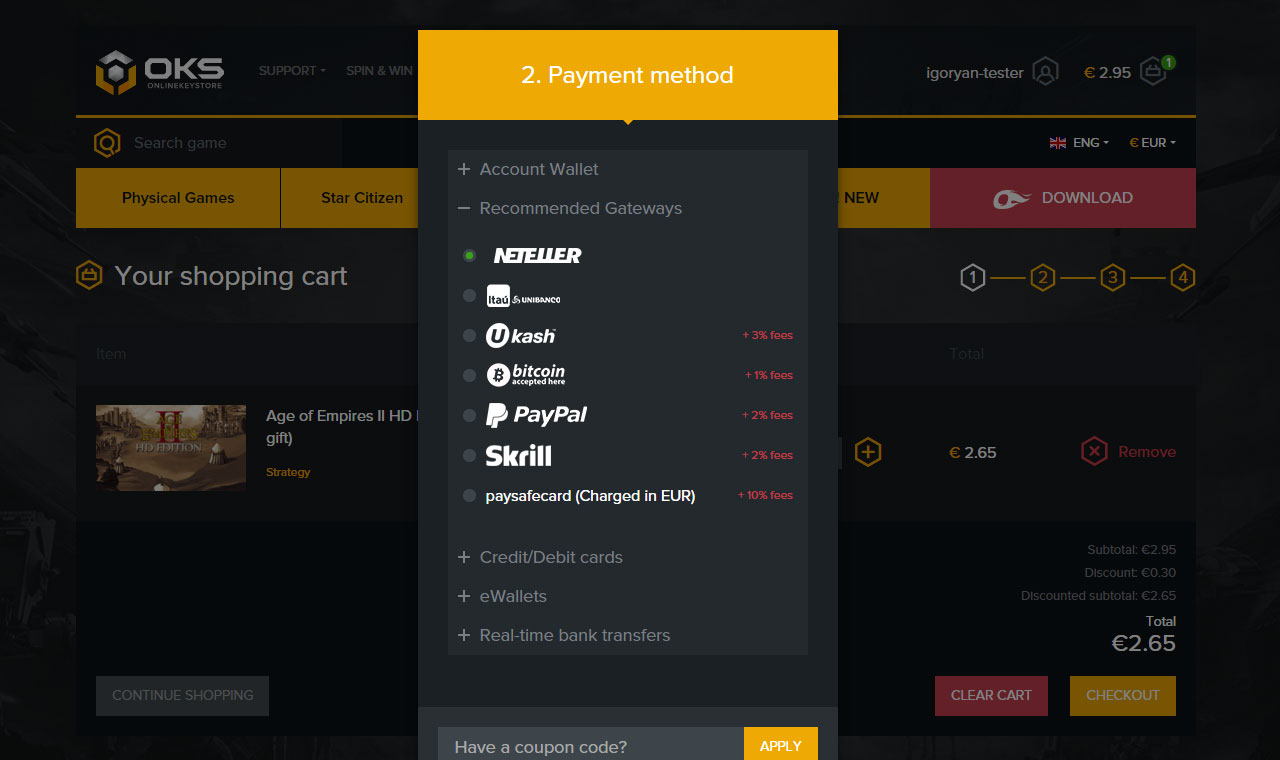 OKS
ONLINEKEYSTORE
SUPPORT
SPIN & WIN
igoryan-tester
€ 2.95
1
2. Payment method
Search game
ENG
€ EUR
Physical Games
Star Citizen
NEW
DOWNLOAD
Your shopping cart
1
2
3
4
Account Wallet
Recommended Gateways
NETELLER
Itaú UNIBANCO
Ukash
+ 3% fees
bitcoin
accepted here
+ 1% fees
PayPal
+ 2% fees
Skrill
+ 2% fees
paysafecard (Charged in EUR)
+ 10% fees
Credit/Debit cards
eWallets
Real-time bank transfers
Item
Total
Age of Empires II HD
gift)
Strategy
II
HD EDITION
€ 2.65
Remove
Subtotal: €2.95
Discount: €0.30
Discounted subtotal: €2.65
Total
€2.65
CONTINUE SHOPPING
CLEAR CART
CHECKOUT
Have a coupon code?
APPLY